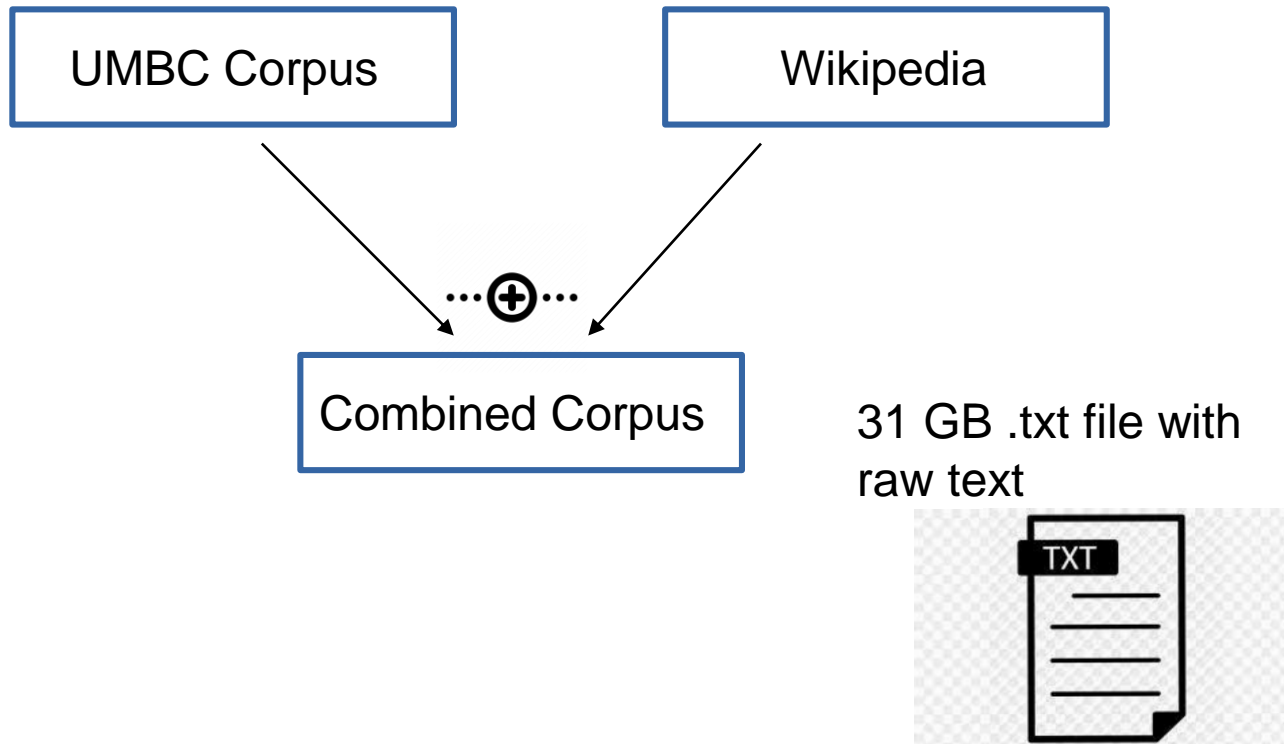 UMBC Corpus
Wikipedia
Combined Corpus
31 GB .txt file with
raw text
TXT